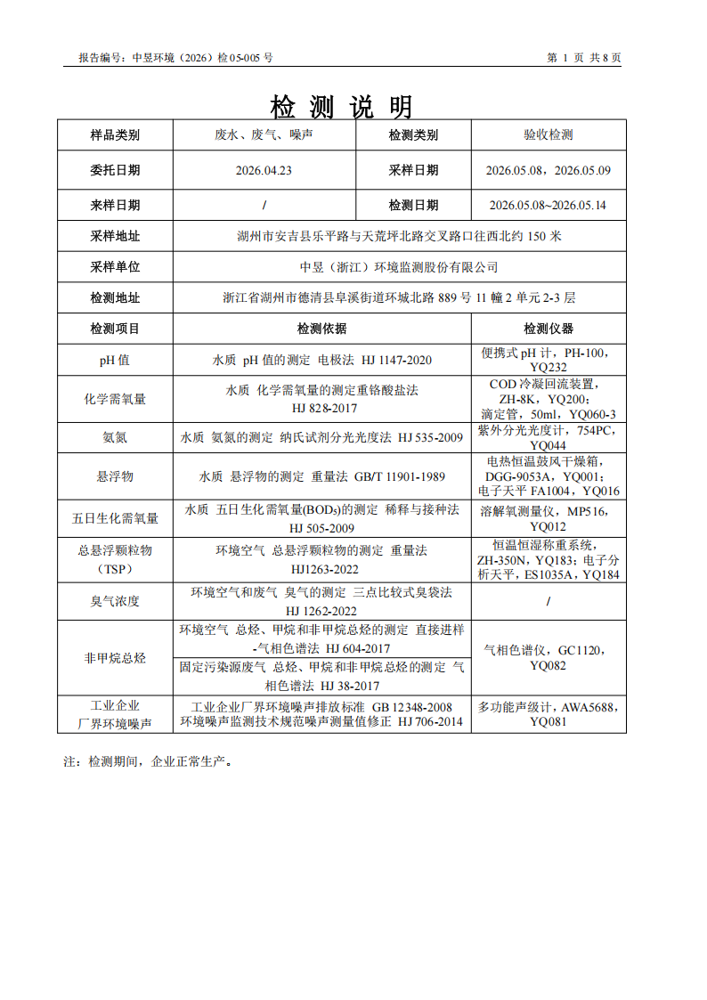 报告编号：中昱环境（2026）检 05-005 号 第 1 页 共 8 页
检 测 说 明
样品类别 废水、废气、噪声 检测类别 验收检测
委托日期 2026.04.23 采样日期 2026.05.08，2026.05.09
来样日期 / 检测日期 2026.05.08~2026.05.14
采样地址 湖州市安吉县乐平路与天荒坪北路交叉路口往西北约 150 米
采样单位 中昱（浙江）环境监测股份有限公司
检测地址 浙江省湖州市德清县阜溪街道环城北路 889 号 11 幢 2 单元 2-3 层
检测项目 检测依据 检测仪器
pH 值 水质 pH 值的测定 电极法 HJ 1147-2020 便携式 pH 计，PH-100，
YQ232
化学需氧量 水质 化学需氧量的测定重铬酸盐法
HJ 828-2017
COD 冷凝回流装置，
ZH-8K，YQ200；
滴定管，50ml，YQ060-3
氨氮 水质 氨氮的测定 纳氏试剂分光光度法 HJ 535-2009 紫外分光光度计，754PC，
YQ044
悬浮物 水质 悬浮物的测定 重量法 GB/T 11901-1989
电热恒温鼓风干燥箱，
DGG-9053A，YQ001；
电子天平 FA1004，YQ016
五日生化需氧量 水质 五日生化需氧量(BOD₅)的测定 稀释与接种法
HJ 505-2009
溶解氧测量仪，MP516，
YQ012
总悬浮颗粒物
（TSP）
环境空气 总悬浮颗粒物的测定 重量法
HJ1263-2022
恒温恒湿称重系统，
ZH-350N，YQ183；电子分
析天平，ES1035A，YQ184
臭气浓度 环境空气和废气 臭气的测定 三点比较式臭袋法
HJ 1262-2022
/
非甲烷总烃
环境空气 总烃、甲烷和非甲烷总烃的测定 直接进样
-气相色谱法 HJ 604-2017
固定污染源废气 总烃、甲烷和非甲烷总烃的测定 气
相色谱法 HJ 38-2017
气相色谱仪，GC1120，
YQ082
工业企业
厂界环境噪声
工业企业厂界环境噪声排放标准 GB 12348-2008
环境噪声监测技术规范噪声测量值修正 HJ 706-2014
多功能声级计，AWA5688，
YQ081
注：检测期间，企业正常生产。